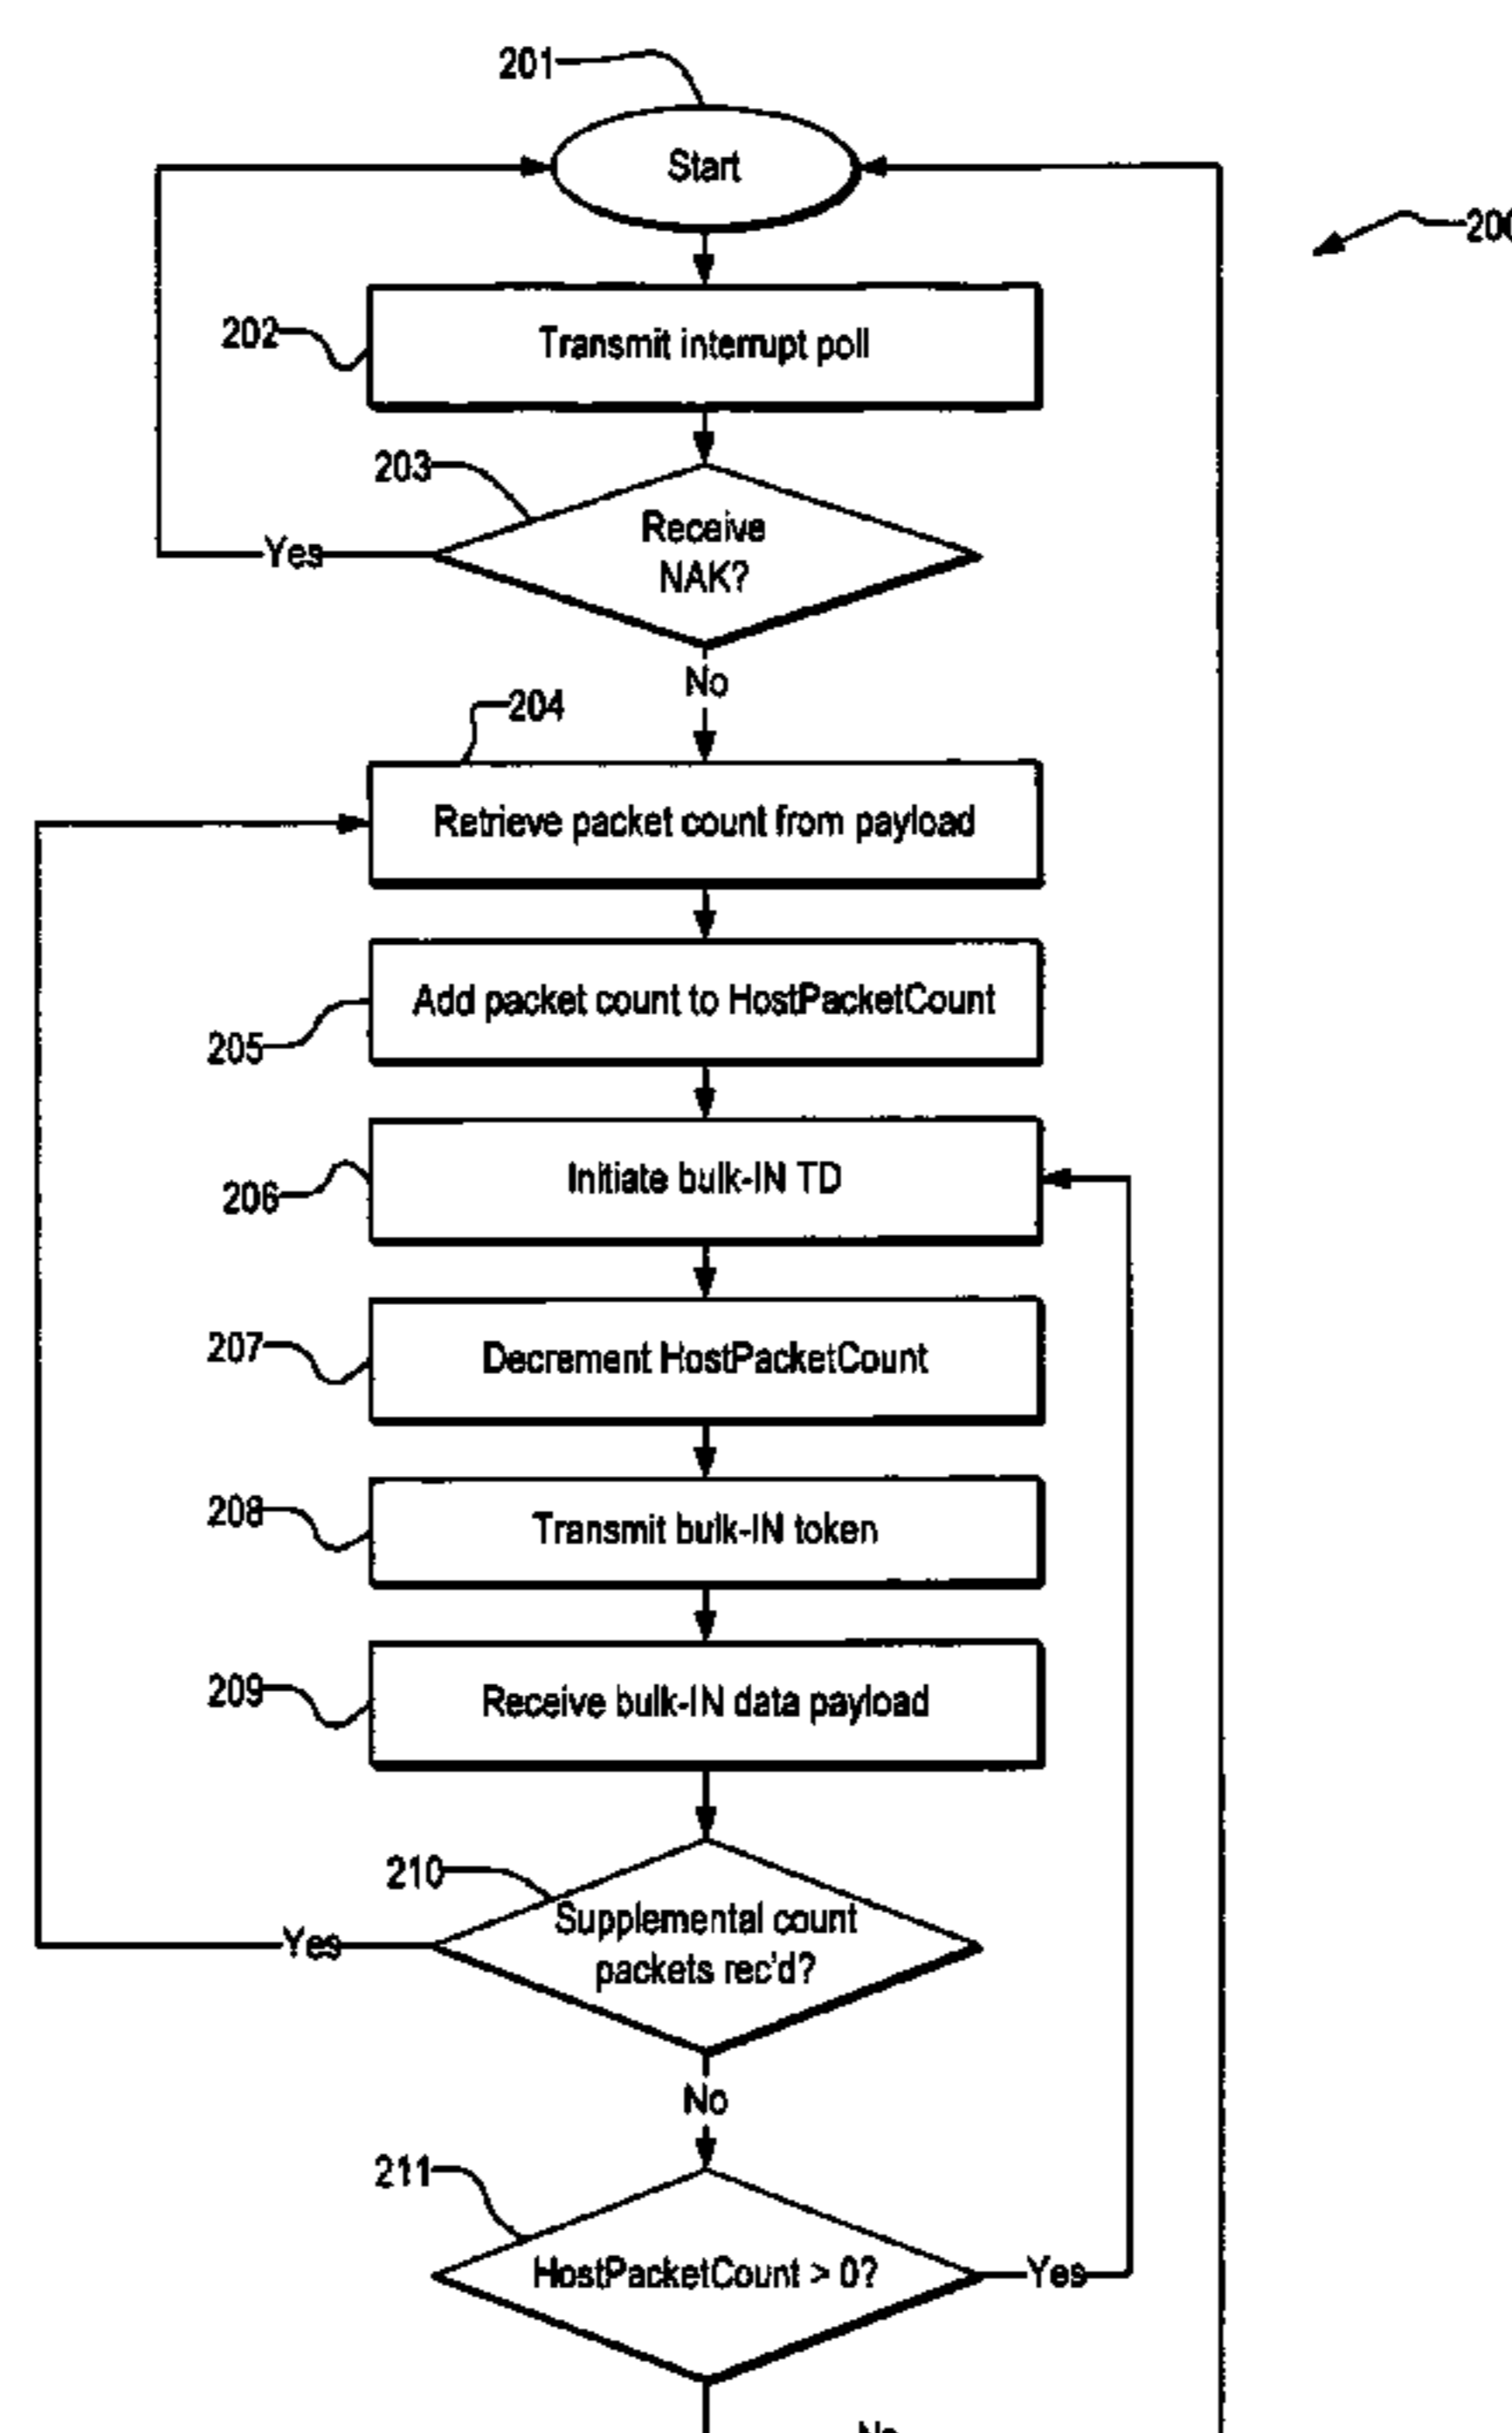 201
Start
200
202
Transmit interrupt poll
203
Receive
NAK?
Yes
No
204
Retrieve packet count from payload
Add packet count to HostPacketCount
205
Initiate bulk-IN TD
206
207
Decrement HostPacketCount
208
Transmit bulk-IN token
209
Receive bulk-IN data payload
210
Supplemental count
packets rec'd?
Yes
No
211
HostPacketCount > 0?
Yes
No